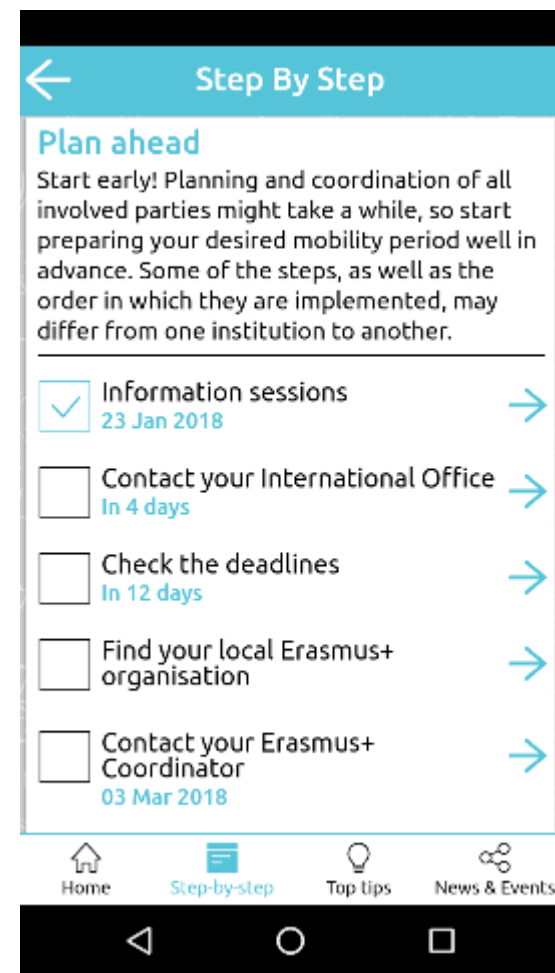 Step By Step
Plan ahead
Start early! Planning and coordination of all
involved parties might take a while, so start
preparing your desired mobility period well in
advance. Some of the steps, as well as the
order in which they are implemented, may
differ from one institution to another.
Information sessions
23 Jan 2018
Contact your International Office
In 4 days
Check the deadlines
In 12 days
Find your local Erasmus+
organisation
Contact your Erasmus+
Coordinator
03 Mar 2018
Home Step-by-step Top tips News & Events